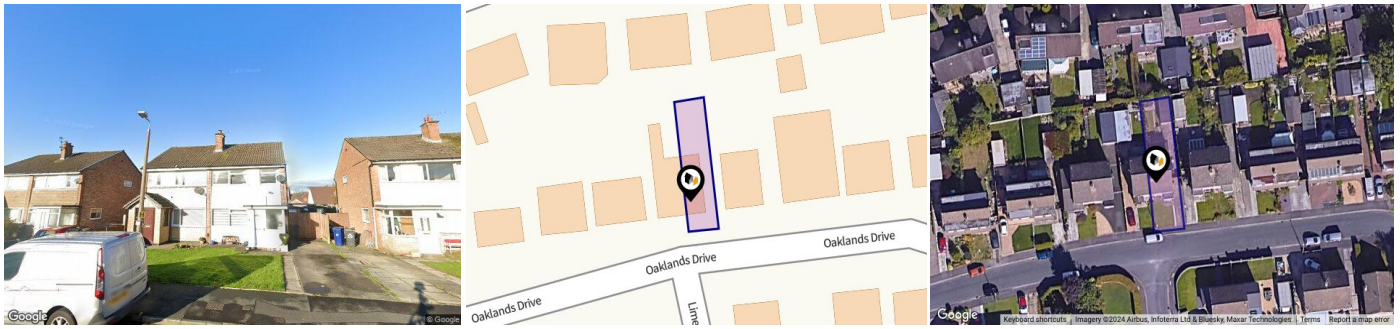 Google
© Google
Oaklands Drive
Oaklands Drive
Oaklands Drive
Lime
Google
Keyboard shortcuts
Imagery ©2024 Airbus, Infoterra Ltd & Bluesky, Maxar Technologies
Terms
Report a map error